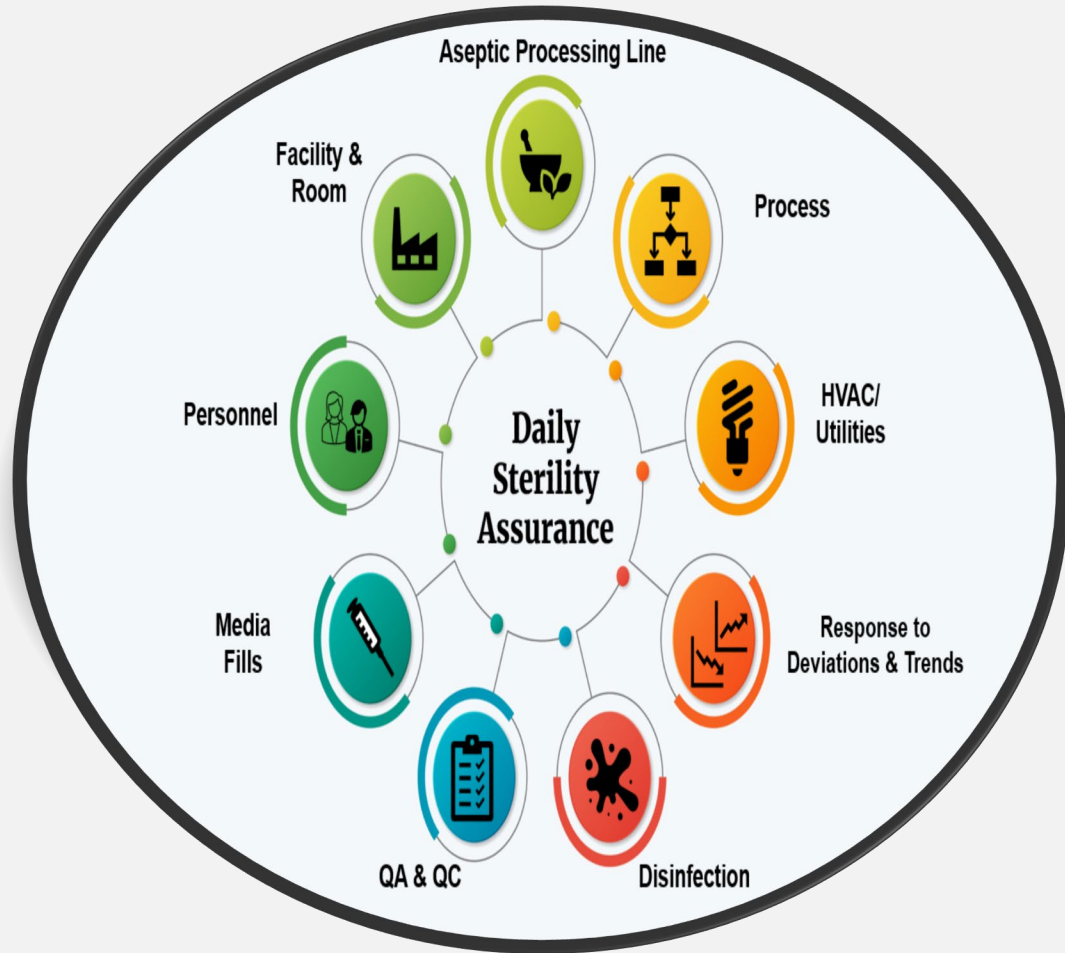 Aseptic Processing Line
Facility &
Room
Process
Personnel
HVAC/
Utilities
Daily
Sterility
Assurance
Media
Fills
Response to
Deviations & Trends
QA & QC
Disinfection